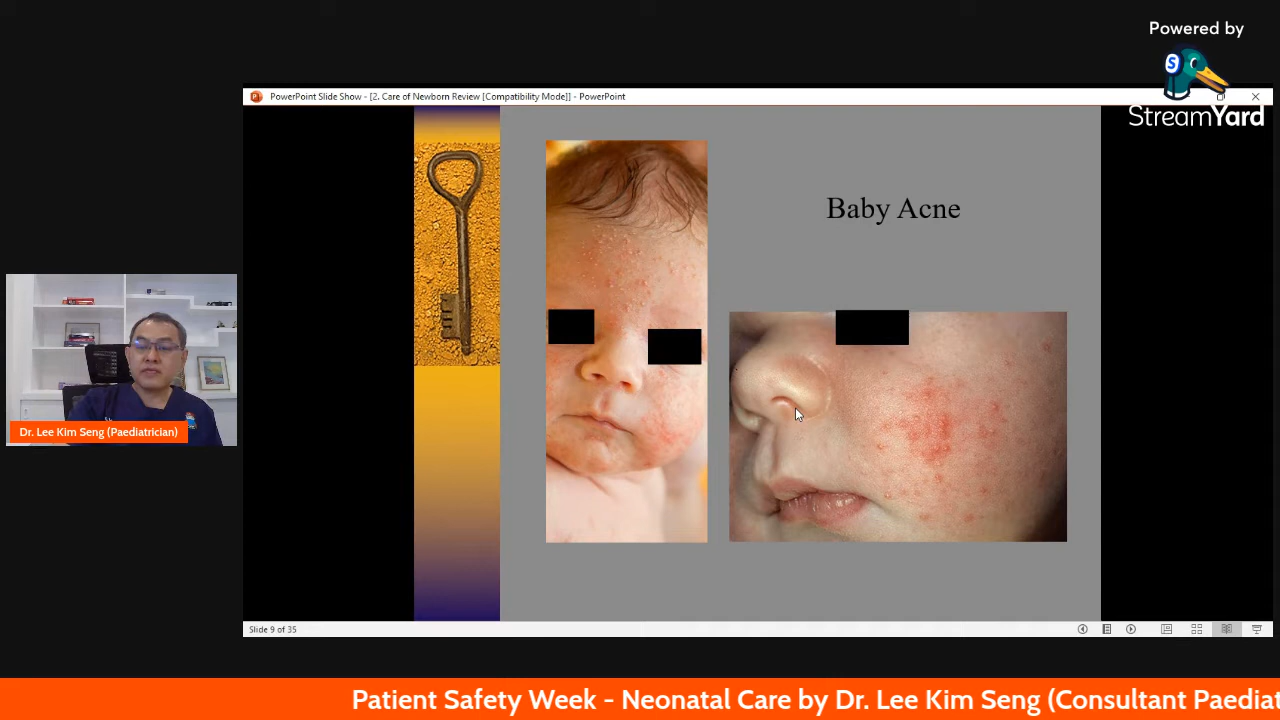 Powered by
S
StreamYard
PowerPoint Slide Show - [2. Care of Newborn Review [Compatibility Mode]] - PowerPoint
Baby Acne
Dr. Lee Kim Seng (Paediatrician)
Slide 9 of 35
Patient Safety Week - Neonatal Care by Dr. Lee Kim Seng (Consultant Paediat